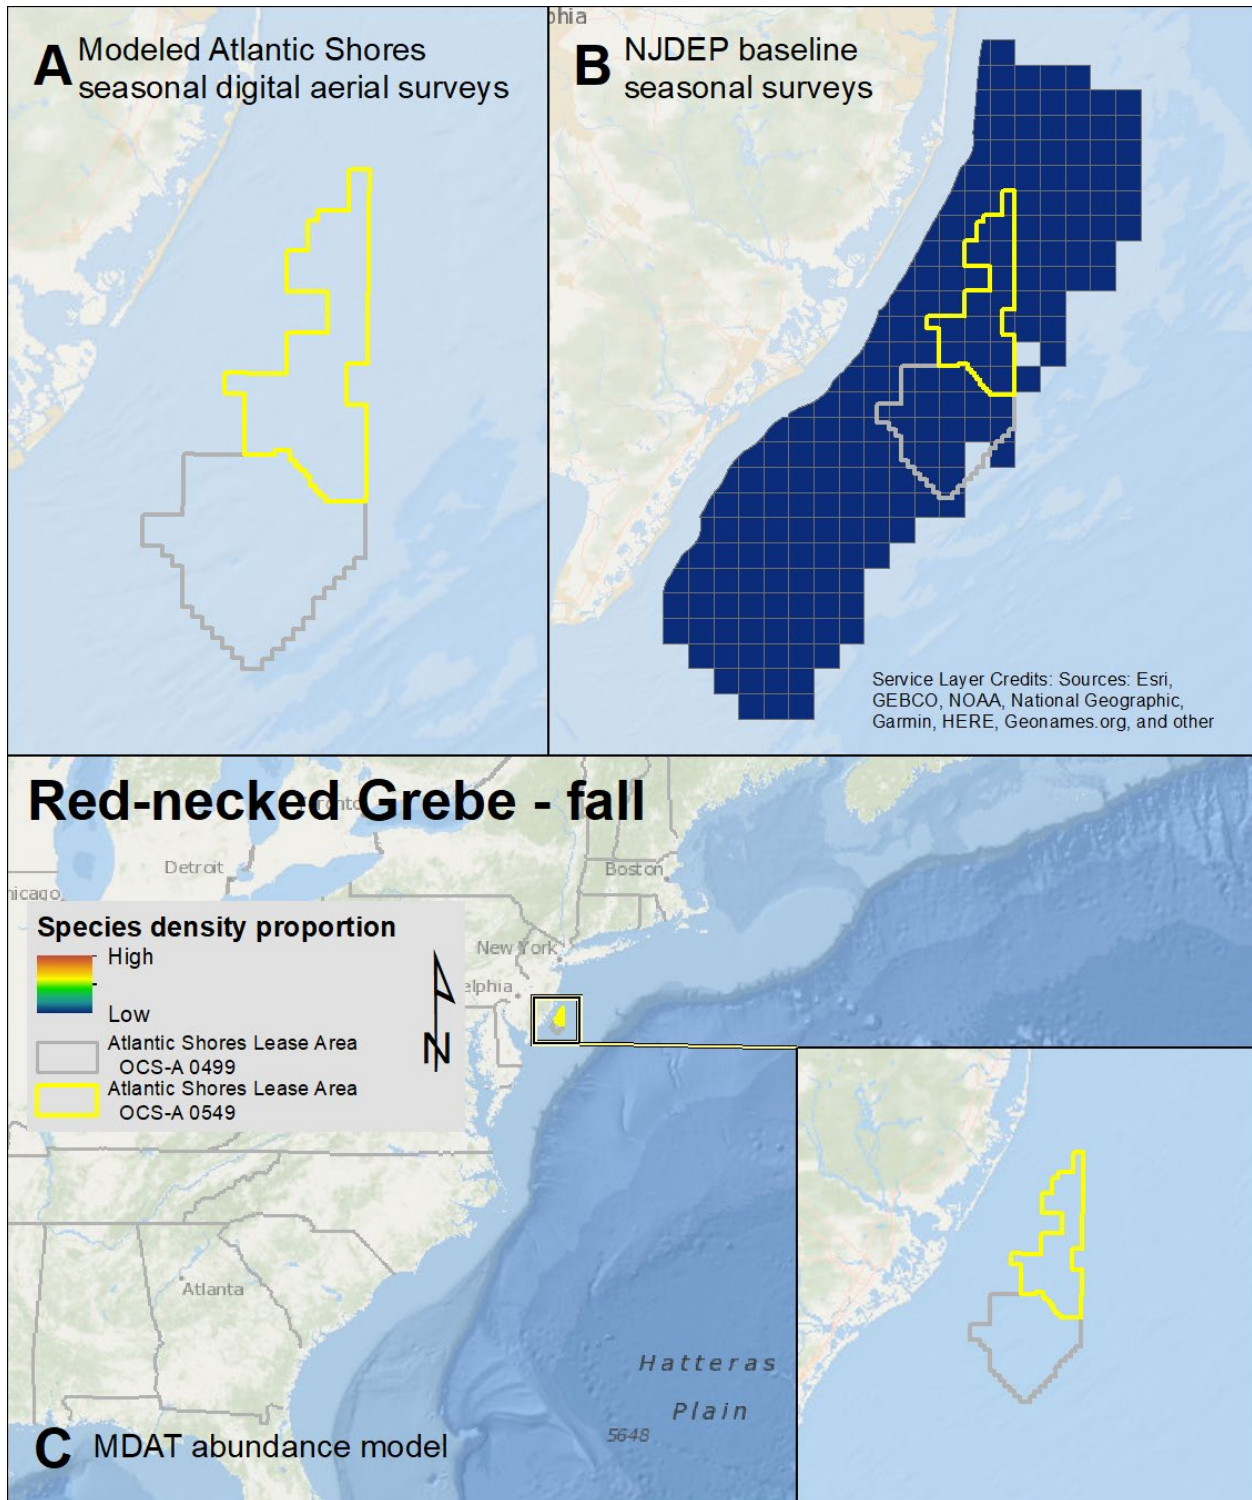 A Modeled Atlantic Shores
seasonal digital aerial surveys
phia
B NJDEP baseline
seasonal surveys
Service Layer Credits: Sources: Esri,
GEBCO, NOAA, National Geographic,
Garmin, HERE, Geonames.org, and other
Red-necked Grebe - fall
Detroit
Boston
hicago
Species density proportion
High
Low
Atlantic Shores Lease Area
OCS-A 0499
Atlantic Shores Lease Area
OCS-A 0549
N
New York
elphia
Atlanta
Hatteras
Plain
5648
C MDAT abundance model